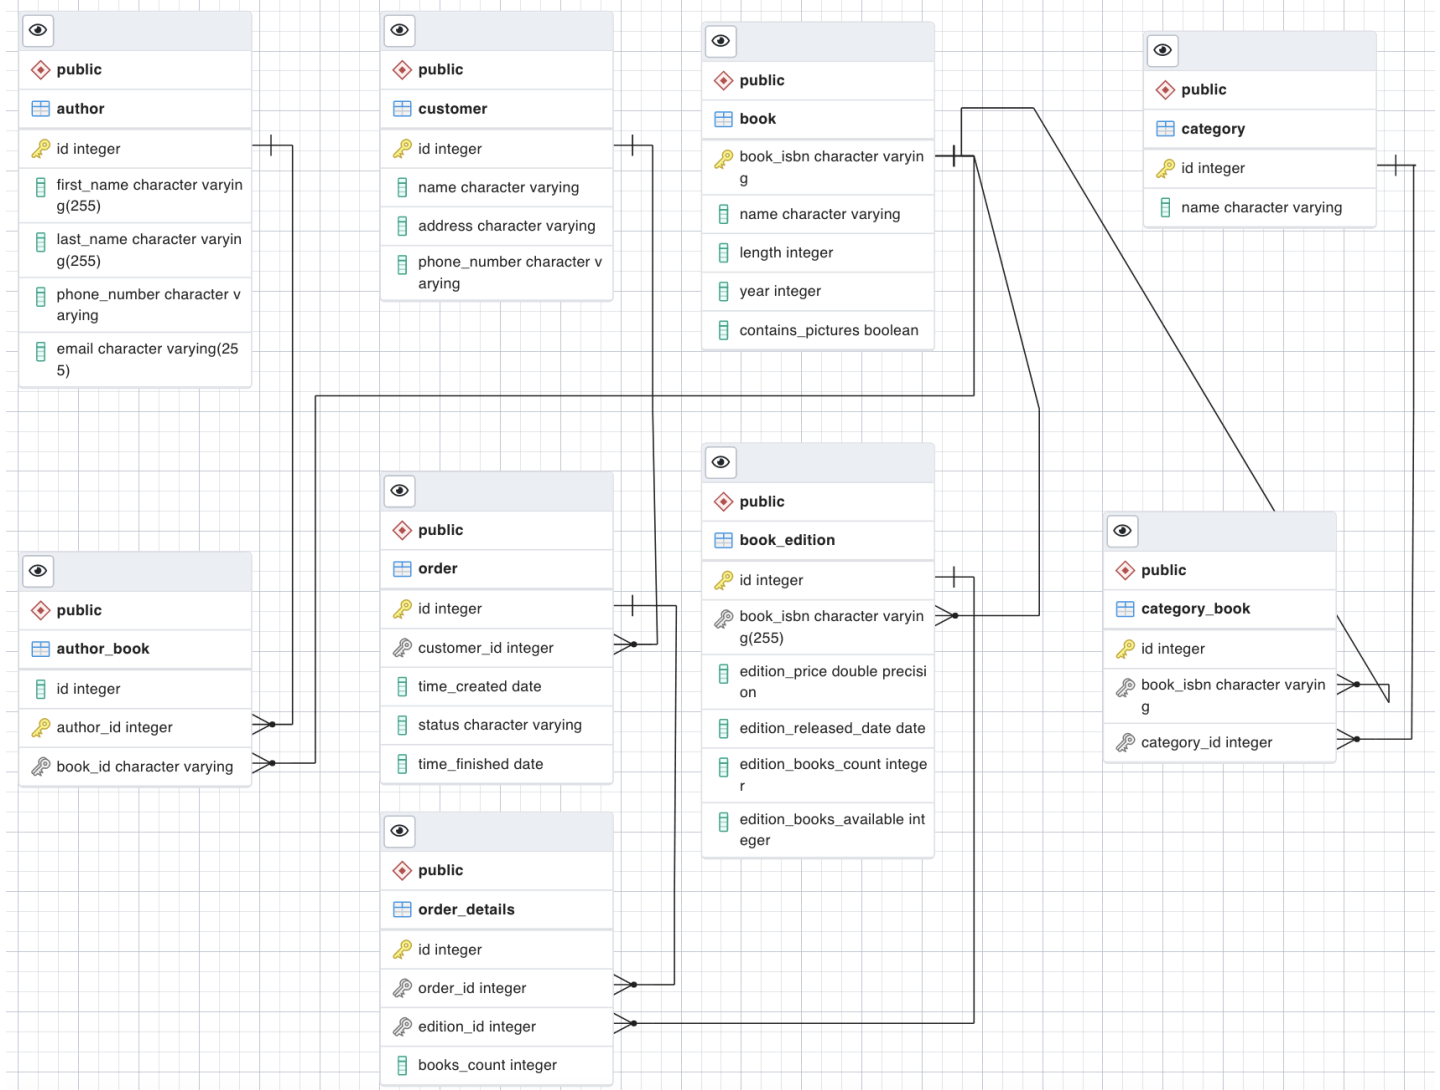 public
author
id integer
first_name character varyin
g(255)
last_name character varyin
g(255)
phone_number character v
arying
email character varying(25
5)
public
customer
id integer
name character varying
address character varying
phone_number character v
arying
public
book
book_isbn character varyin
g
name character varying
length integer
year integer
contains_pictures boolean
public
category
id integer
name character varying
public
author_book
id integer
author_id integer
book_id character varying
public
order
id integer
customer_id integer
time_created date
status character varying
time_finished date
public
book_edition
id integer
book_isbn character varyin
g(255)
edition_price double precisi
on
edition_released_date date
edition_books_count intege
r
edition_books_available int
eger
public
category_book
id integer
book_isbn character varyin
g
category_id integer
public
order_details
id integer
order_id integer
edition_id integer
books_count integer